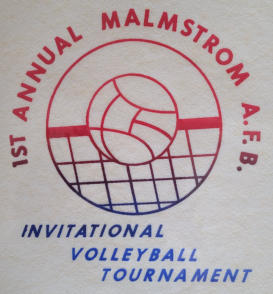 1ST ANNUAL MALMSTROM A.F.B.
INVITATIONAL
VOLLEYBALL
TOURNAMENT